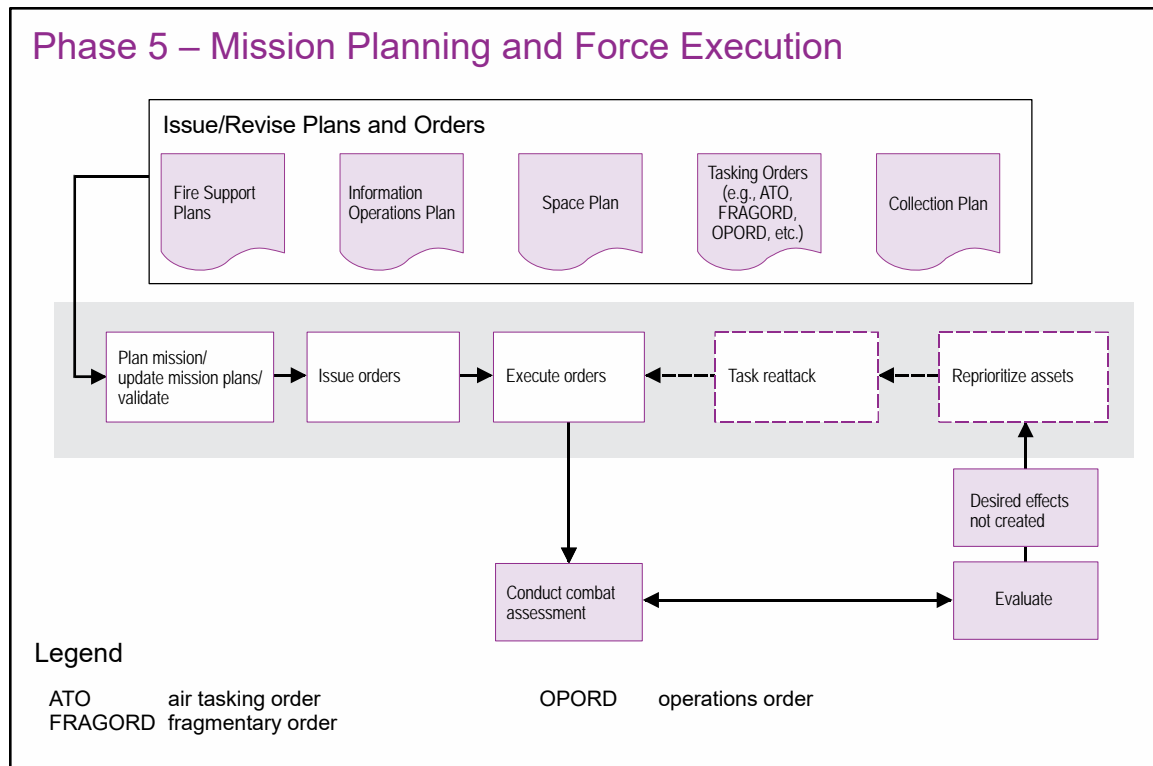 Phase 5 – Mission Planning and Force Execution
Issue/Revise Plans and Orders
Fire Support
Plans
Information
Operations Plan
Space Plan
Tasking Orders
(e.g., ATO,
FRAGORD,
OPORD, etc.)
Collection Plan
Plan mission/
update mission plans/
validate
Issue orders
Execute orders
Task reattack
Reprioritize assets
Desired effects
not created
Conduct combat
assessment
Evaluate
Legend
ATO air tasking order
FRAGORD fragmentary order
OPORD operations order